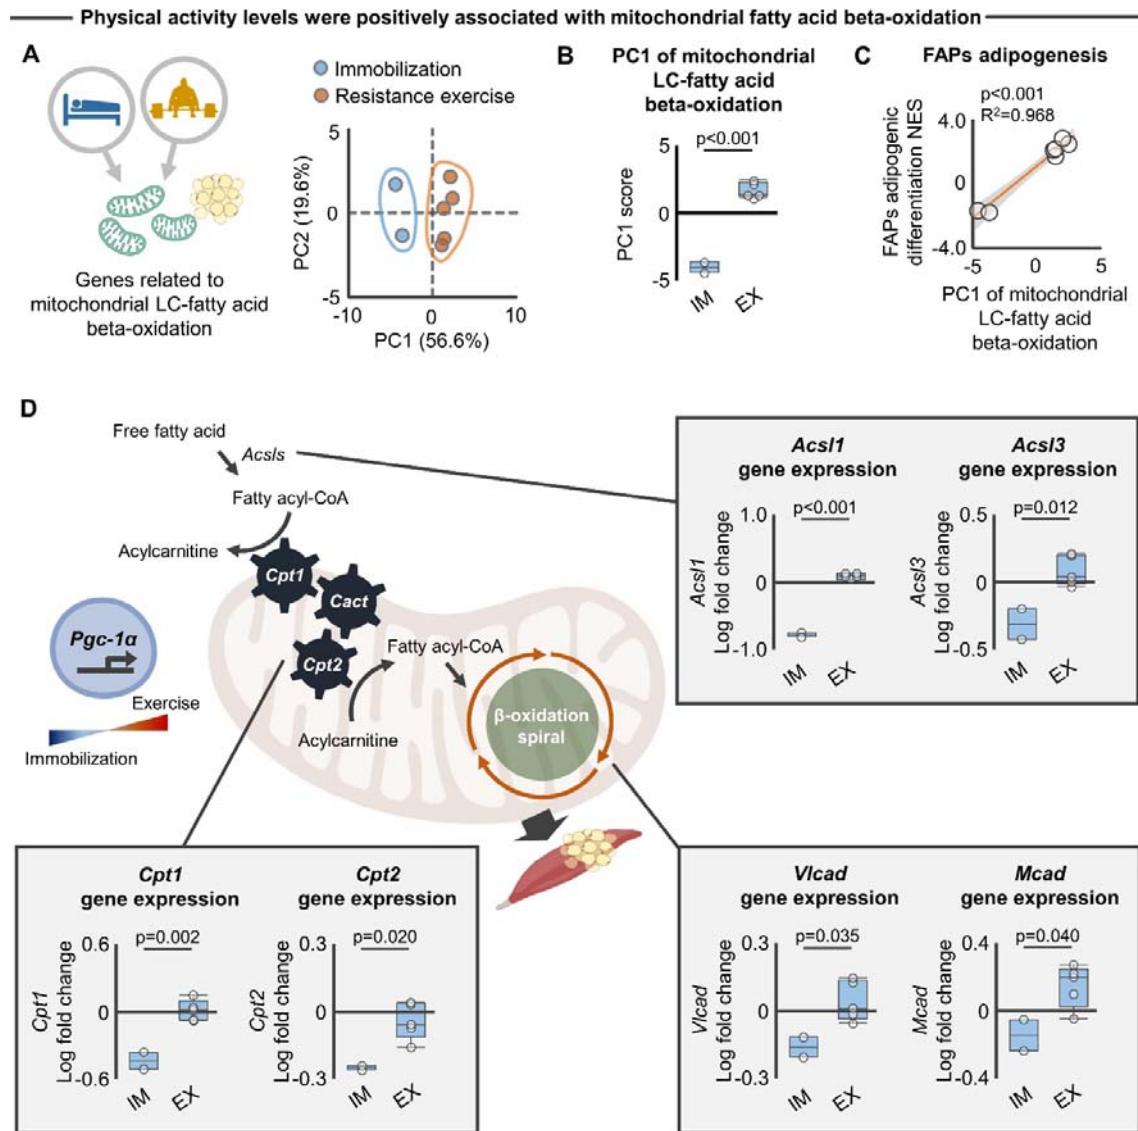 Physical activity levels were positively associated with mitochondrial fatty acid beta-oxidation
A
Genes related to
mitochondrial LC-fatty acid
beta-oxidation
Immobilization
Resistance exercise
PC2 (19.6%)
5
0
-5
-10
0
10
PC1 (56.6%)
B
PC1 of mitochondrial
LC-fatty acid
beta-oxidation
p<0.001
PC1 score
5
0
-5
IM
EX
C
FAPs adipogenesis
p<0.001
R²=0.968
FAPs adipogenic
differentiation NES
4.0
0
-4.0
-5
0
5
PC1 of mitochondrial
LC-fatty acid
beta-oxidation
D
Free fatty acid
Acsls
Fatty acyl-CoA
Acylcarnitine
Cpt1
Cact
Cpt2
Fatty acyl-CoA
Acylcarnitine
β-oxidation
spiral
Pgc-1α
Exercise
Immobilization
Acsl1
gene expression
p<0.001
Acsl1
Log fold change
1.0
0
-1.0
IM
EX
Acsl3
gene expression
p=0.012
Acsl3
Log fold change
0.5
0
-0.5
IM
EX
Cpt1
gene expression
p=0.002
Cpt1
Log fold change
0.6
0
-0.6
IM
EX
Cpt2
gene expression
p=0.020
Cpt2
Log fold change
0.3
0
-0.3
IM
EX
Vlcad
gene expression
p=0.035
Vlcad
Log fold change
0.3
0
-0.3
IM
EX
Mcad
gene expression
p=0.040
Mcad
Log fold change
0.4
0
-0.4
IM
EX